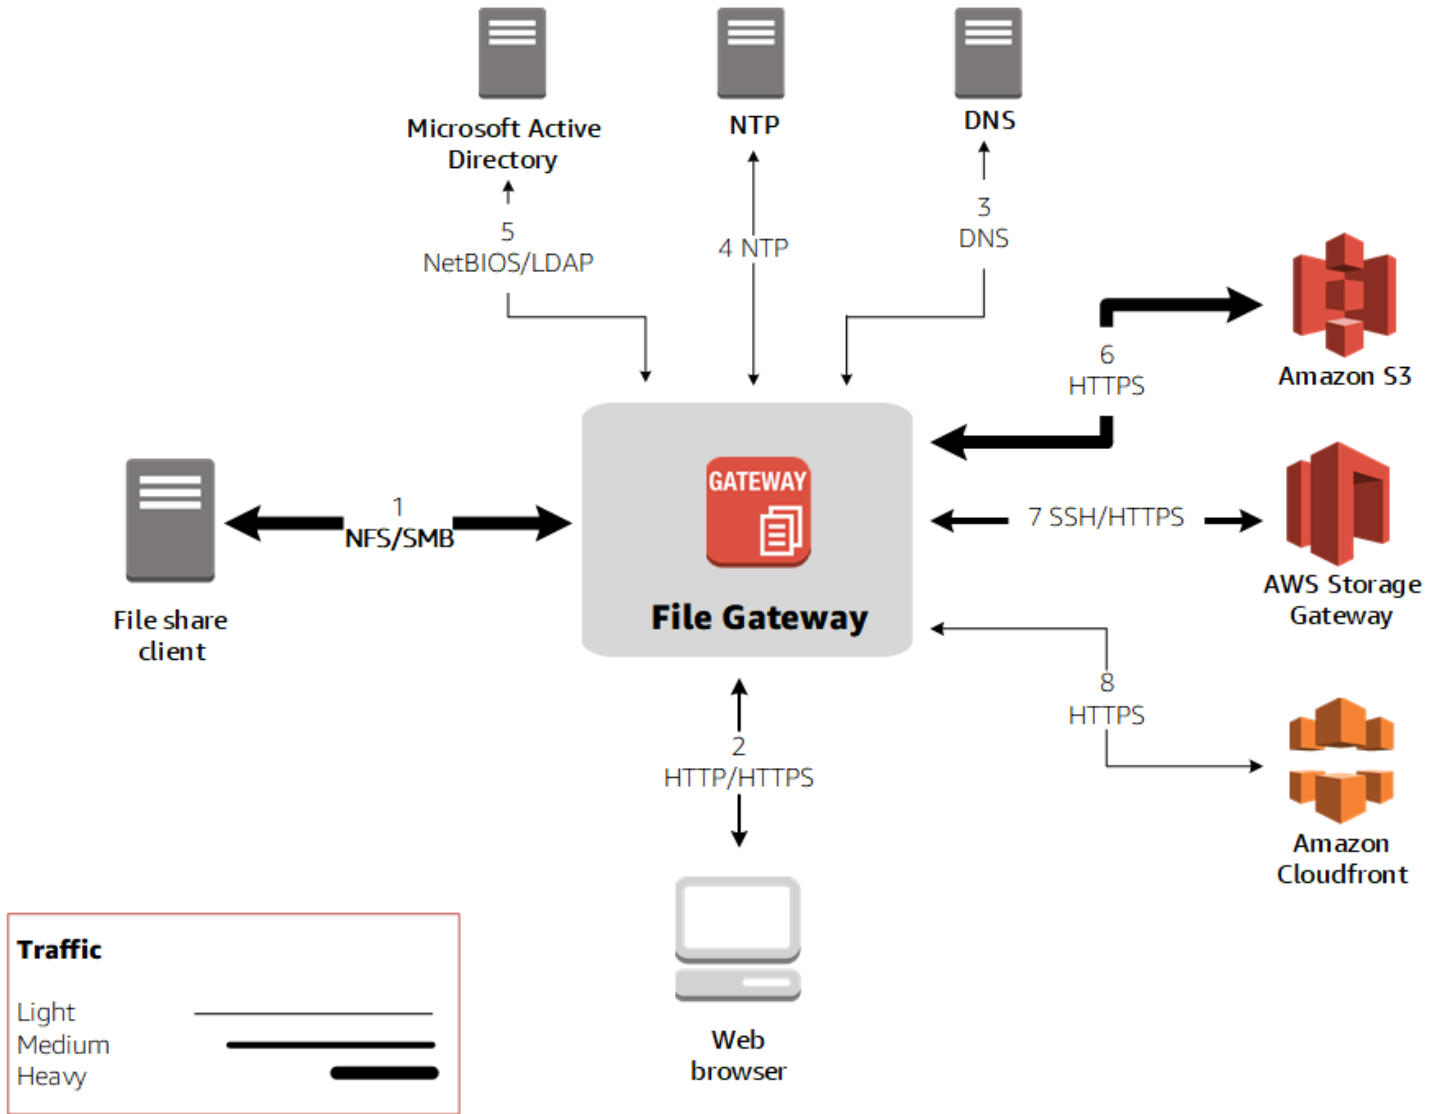 Microsoft Active
Directory
NTP
DNS
5
NetBIOS/LDAP
4 NTP
3
DNS
6
HTTPS
Amazon S3
GATEWAY
File Gateway
1
NFS/SMB
File share
client
7 SSH/HTTPS
AWS Storage
Gateway
8
HTTPS
Amazon
Cloudfront
2
HTTP/HTTPS
Web
browser
Traffic
Light
Medium
Heavy